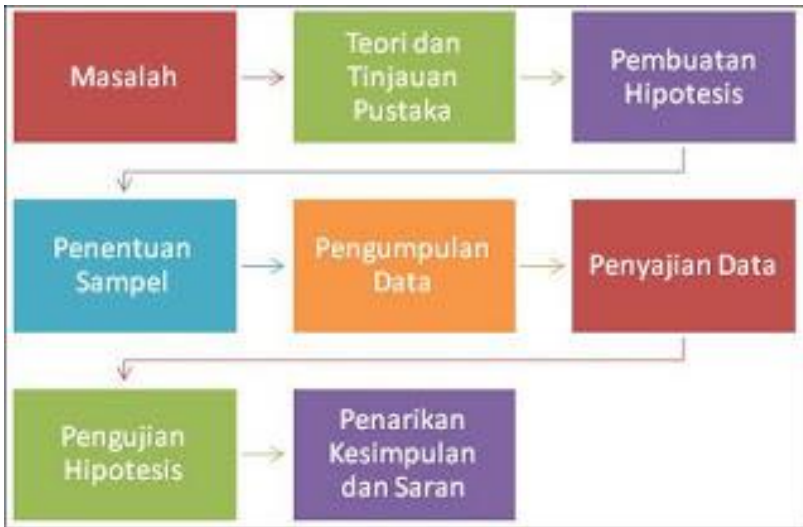 Masalah
Teori dan
Tinjauan
Pustaka
Pembuatan
Hipotesis
Penentuan
Sampel
Pengumpulan
Data
Penyajian Data
Pengujian
Hipotesis
Penarikan
Kesimpulan
dan Saran